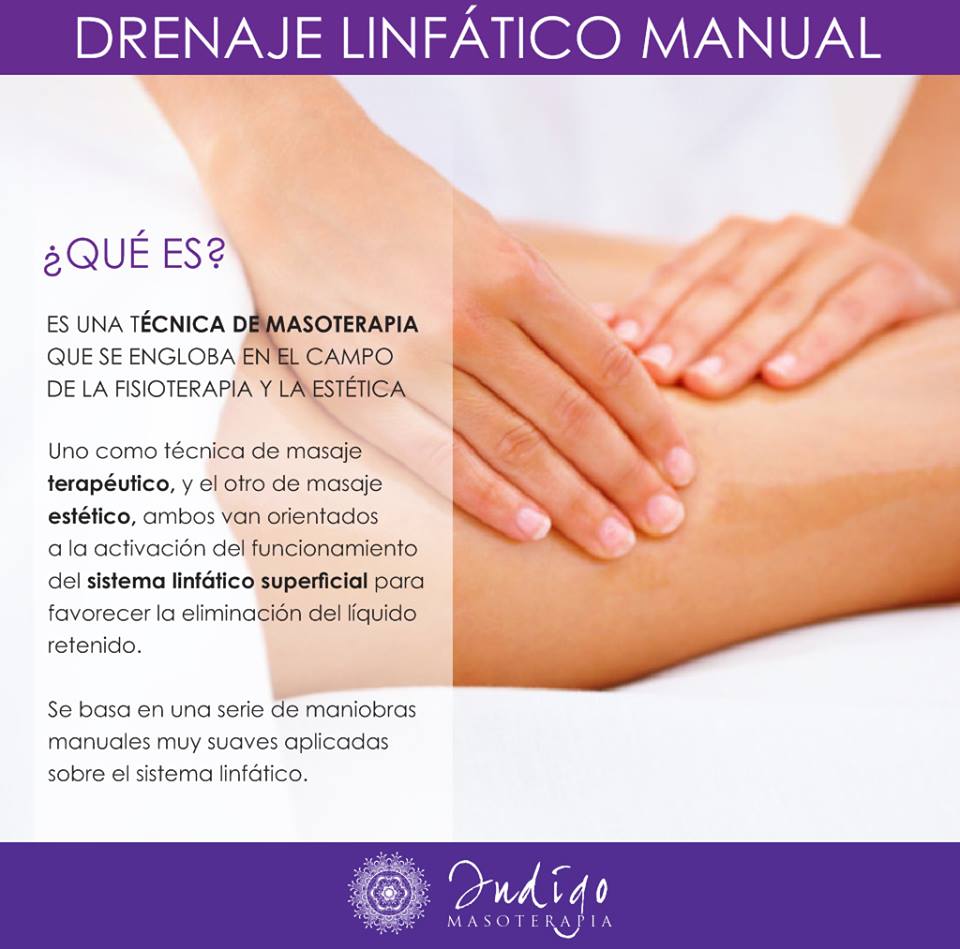 DRENAJE LINFÁTICO MANUAL
¿QUÉ ES?
ES UNA TÉCNICA DE MASOTERAPIA
QUE SE ENGLOBA EN EL CAMPO
DE LA FISIOTERAPIA Y LA ESTÉTICA
Uno como técnica de masaje
terapéutico, y el otro de masaje
estético, ambos van orientados
a la activación del funcionamiento
del sistema linfático superficial para
favorecer la eliminación del líquido
retenido.
Se basa en una serie de maniobras
manuales muy suaves aplicadas
sobre el sistema linfático.
Indigo
MASOTERAPIA